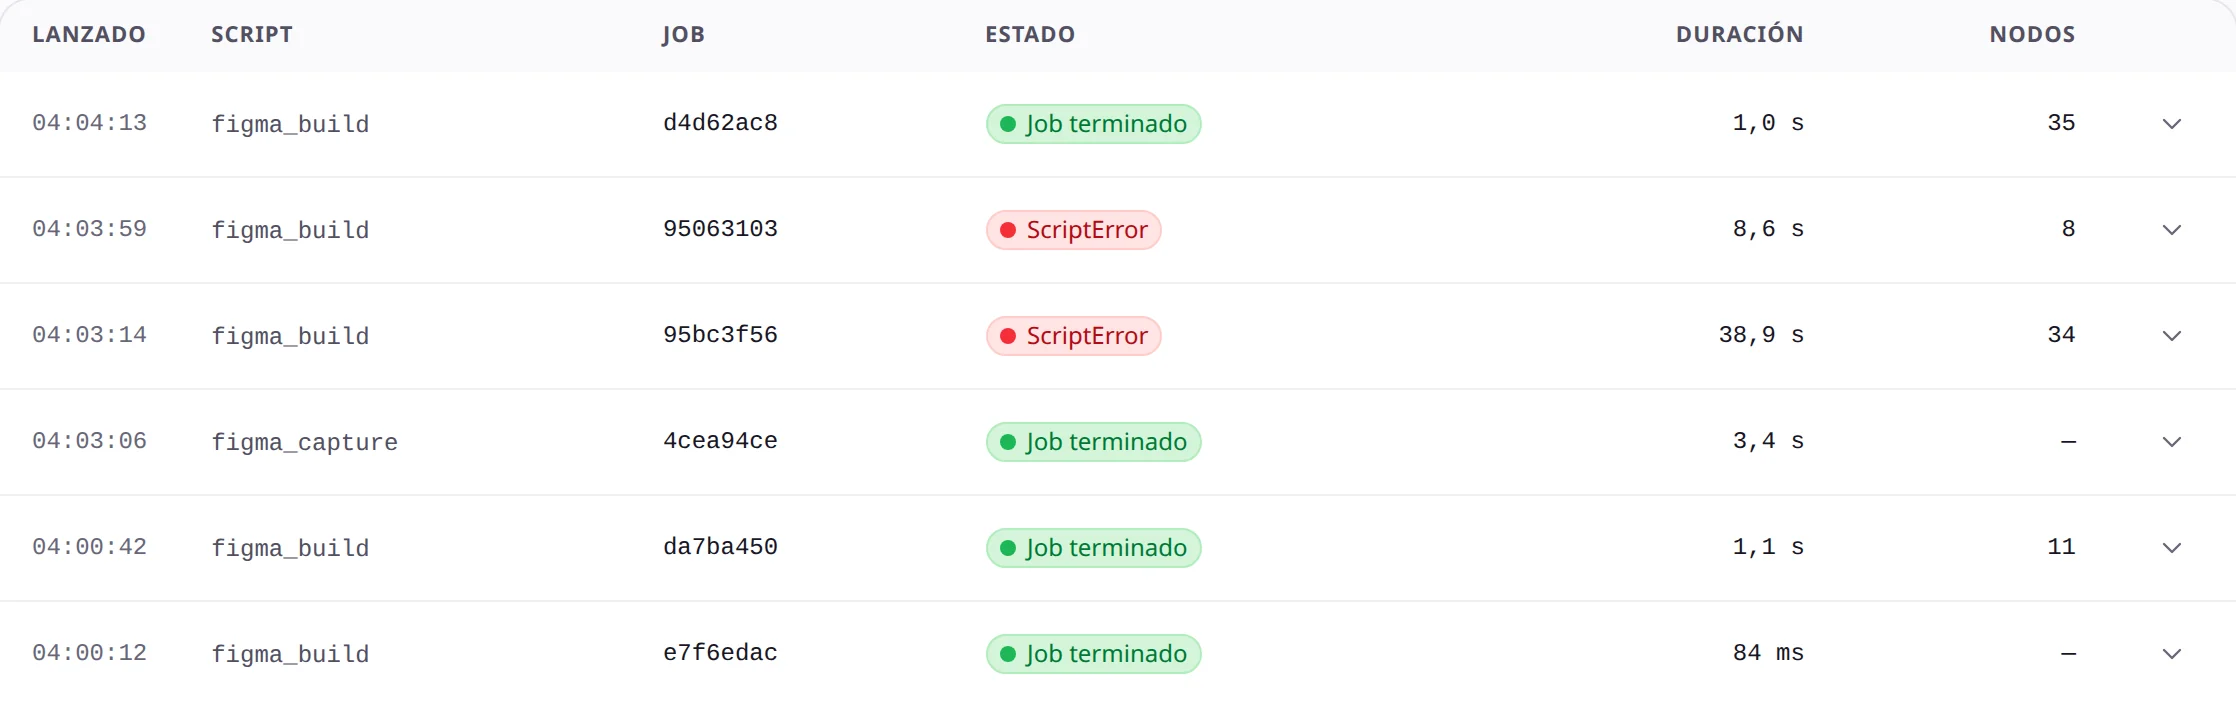 LANZADO SCRIPT JOB ESTADO DURACIÓN NODOS
04:04:13 figma_build d4d62ac8 Job terminado 1,0 s 35
04:03:59 figma_build 95063103 ScriptError 8,6 s 8
04:03:14 figma_build 95bc3f56 ScriptError 38,9 s 34
04:03:06 figma_capture 4cea94ce Job terminado 3,4 s —
04:00:42 figma_build da7ba450 Job terminado 1,1 s 11
04:00:12 figma_build e7f6edac Job terminado 84 ms —